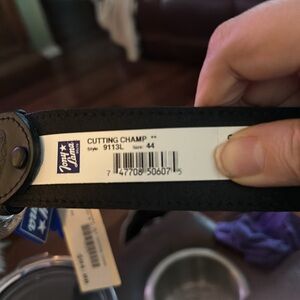 Tony Lama
CUTTING CHAMP **
Style: 9113L Size: 44
7 47708 50607 5